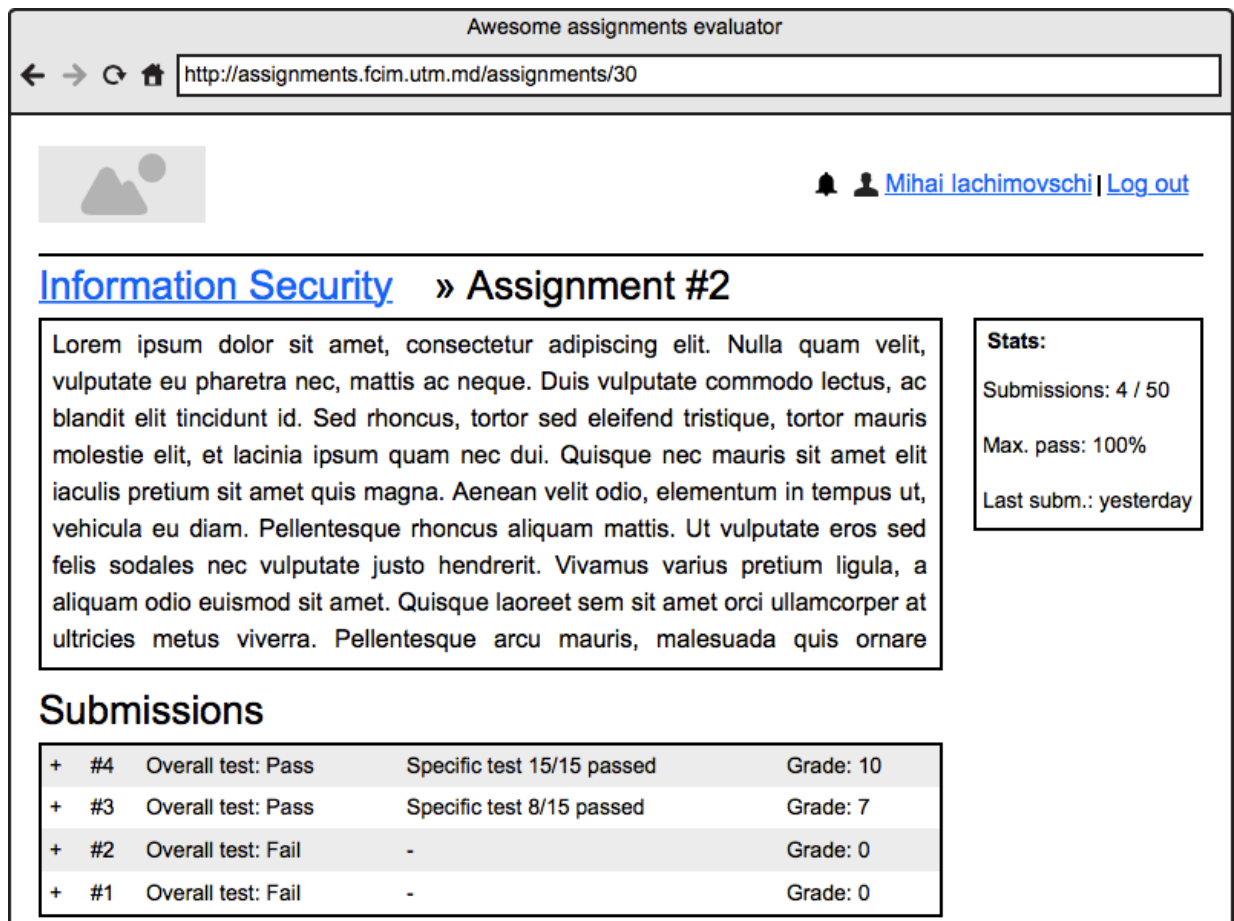 Awesome assignments evaluator
http://assignments.fcim.utm.md/assignments/30
Mihai Iachimovschi | Log out
Information Security » Assignment #2
Lorem ipsum dolor sit amet, consectetur adipiscing elit. Nulla quam velit,
vulputate eu pharetra nec, mattis ac neque. Duis vulputate commodo lectus, ac
blandit elit tincidunt id. Sed rhoncus, tortor sed eleifend tristique, tortor mauris
molestie elit, et lacinia ipsum quam nec dui. Quisque nec mauris sit amet elit
iaculis pretium sit amet quis magna. Aenean velit odio, elementum in tempus ut,
vehicula eu diam. Pellentesque rhoncus aliquam mattis. Ut vulputate eros sed
felis sodales nec vulputate justo hendrerit. Vivamus varius pretium ligula, a
aliquam odio euismod sit amet. Quisque laoreet sem sit amet orci ullamcorper at
ultricies metus viverra. Pellentesque arcu mauris, malesuada quis ornare
Stats:
Submissions: 4 / 50
Max. pass: 100%
Last subm.: yesterday
Submissions
+ #4 Overall test: Pass Specific test 15/15 passed Grade: 10
+ #3 Overall test: Pass Specific test 8/15 passed Grade: 7
+ #2 Overall test: Fail - Grade: 0
+ #1 Overall test: Fail - Grade: 0